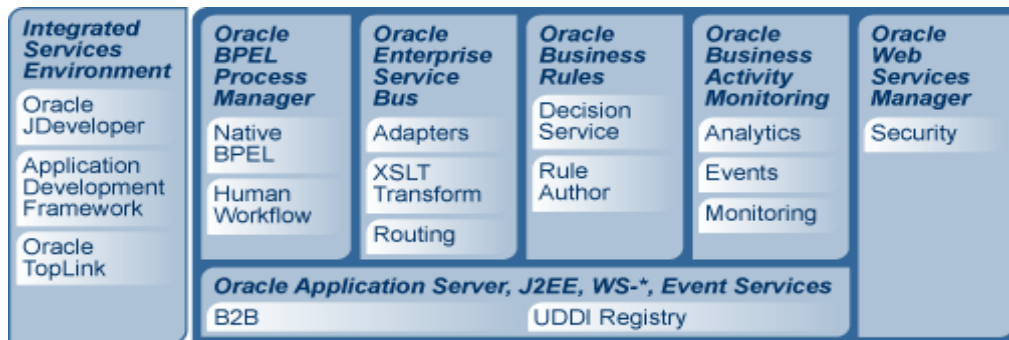 Integrated
Services
Environment
Oracle
JDeveloper
Application
Development
Framework
Oracle
TopLink
Oracle
BPEL
Process
Manager
Native
BPEL
Human
Workflow
Oracle
Enterprise
Service
Bus
Adapters
XSLT
Transform
Routing
Oracle
Business
Rules
Decision
Service
Rule
Author
Oracle
Business
Activity
Monitoring
Analytics
Events
Monitoring
Oracle
Web
Services
Manager
Security
Oracle Application Server, J2EE, WS-*, Event Services
B2B
UDDI Registry